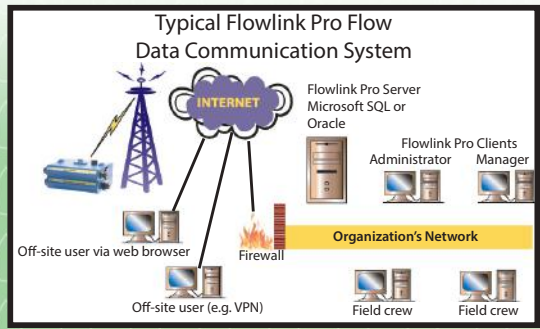 Typical Flowlink Pro Flow
Data Communication System
INTERNET
Flowlink Pro Server
Microsoft SQL or
Oracle
Flowlink Pro Clients
Administrator
Manager
Off-site user via web browser
Firewall
Organization's Network
Off-site user (e.g. VPN)
Field crew
Field crew